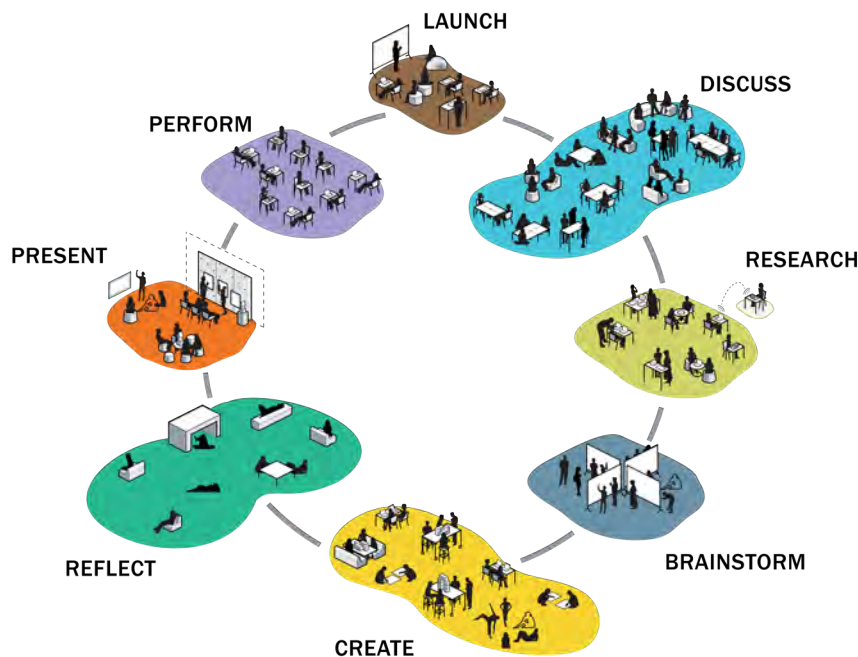 LAUNCH
DISCUSS
PERFORM
PRESENT
RESEARCH
REFLECT
BRAINSTORM
CREATE